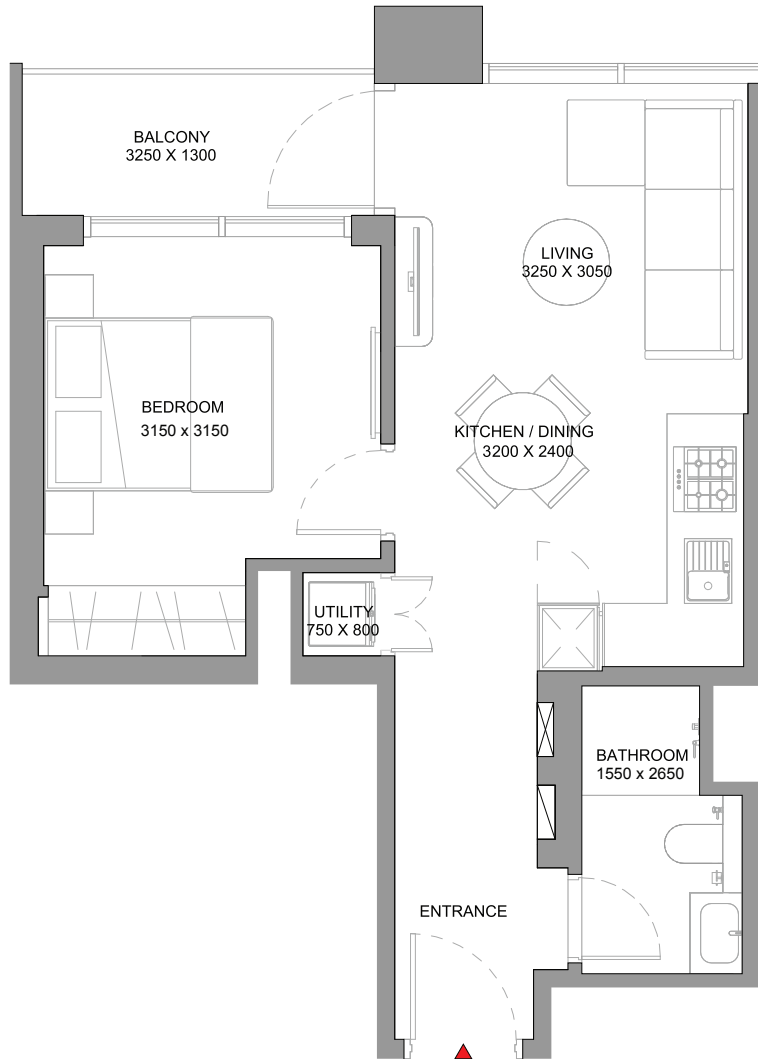 BALCONY
3250 X 1300
LIVING
3250 X 3050
BEDROOM
3150 x 3150
KITCHEN / DINING
3200 X 2400
UTILITY
750 X 800
BATHROOM
1550 x 2650
ENTRANCE